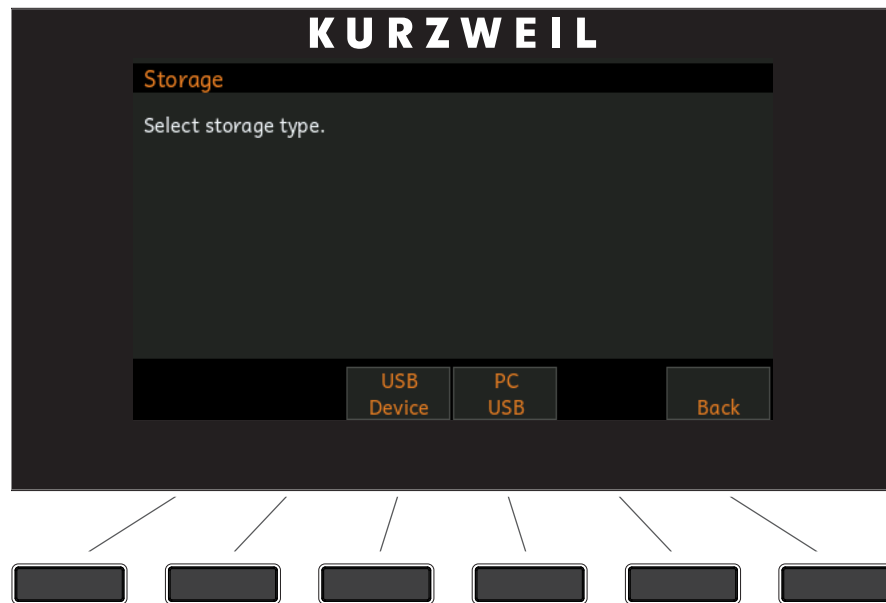 KURZWEIL
Storage
Select storage type.
USB Device
PC USB
Back